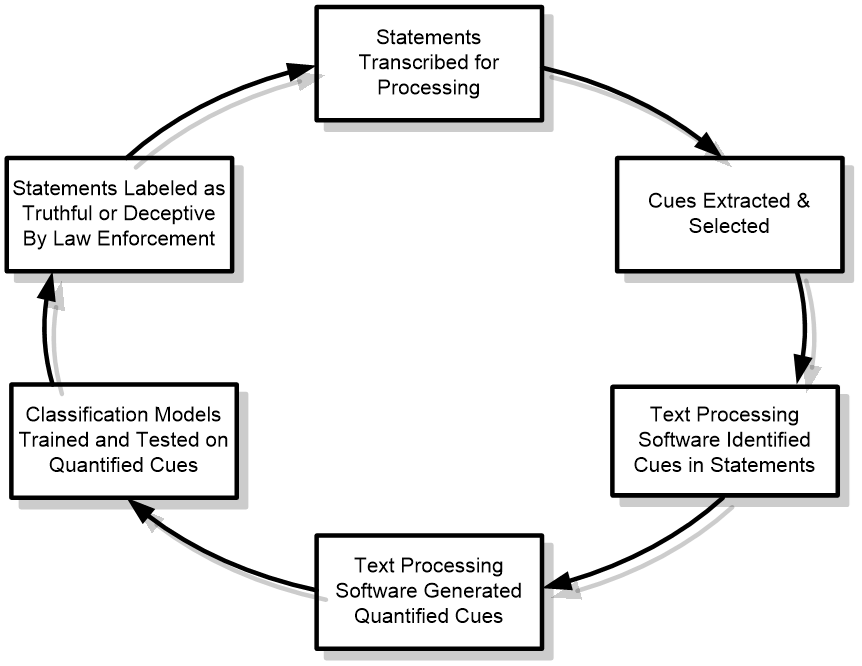 Statements
Transcribed for
Processing
Cues Extracted &
Selected
Text Processing
Software Identified
Cues in Statements
Text Processing
Software Generated
Quantified Cues
Classification Models
Trained and Tested on
Quantified Cues
Statements Labeled as
Truthful or Deceptive
By Law Enforcement